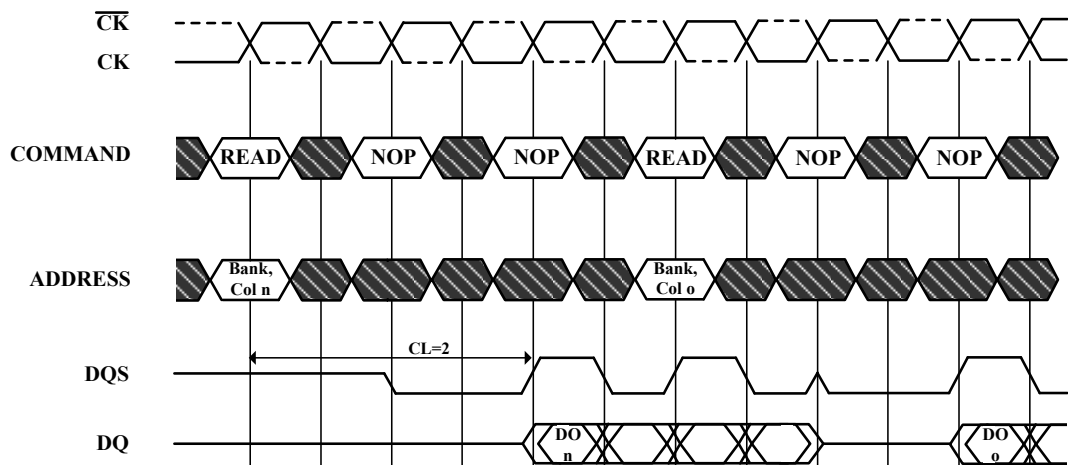 CK
CK
COMMAND READ NOP NOP READ NOP NOP
ADDRESS Bank, Col n Bank, Col o
CL=2
DQS
DQ DO n DO o